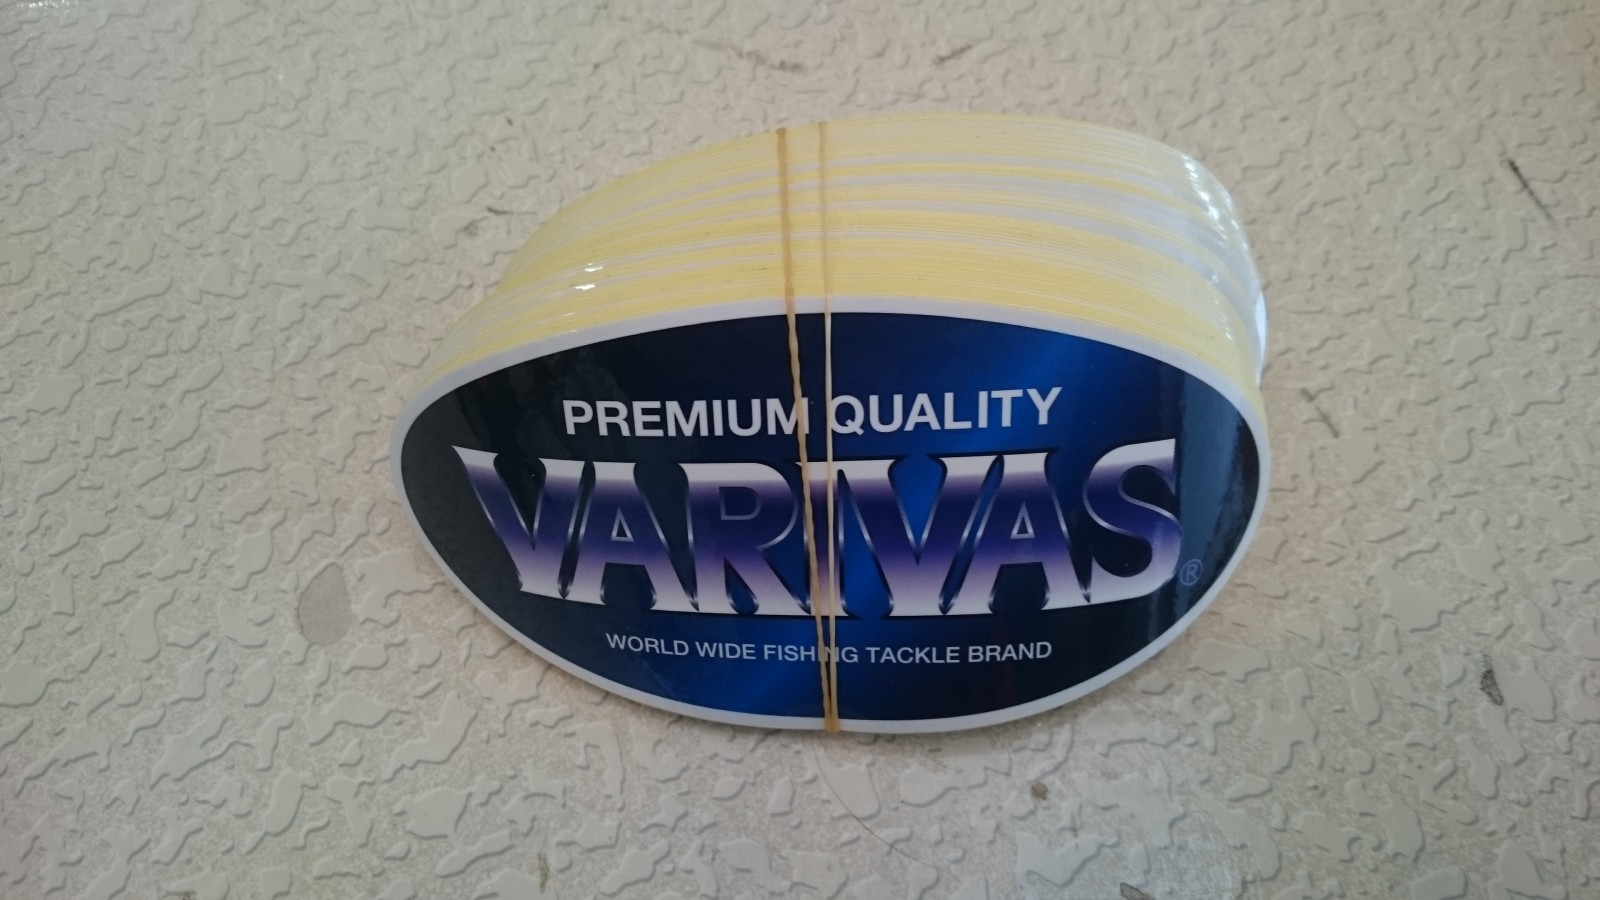 PREMIUM QUALITY
VARIVAS®
WORLD WIDE FISHING TACKLE BRAND